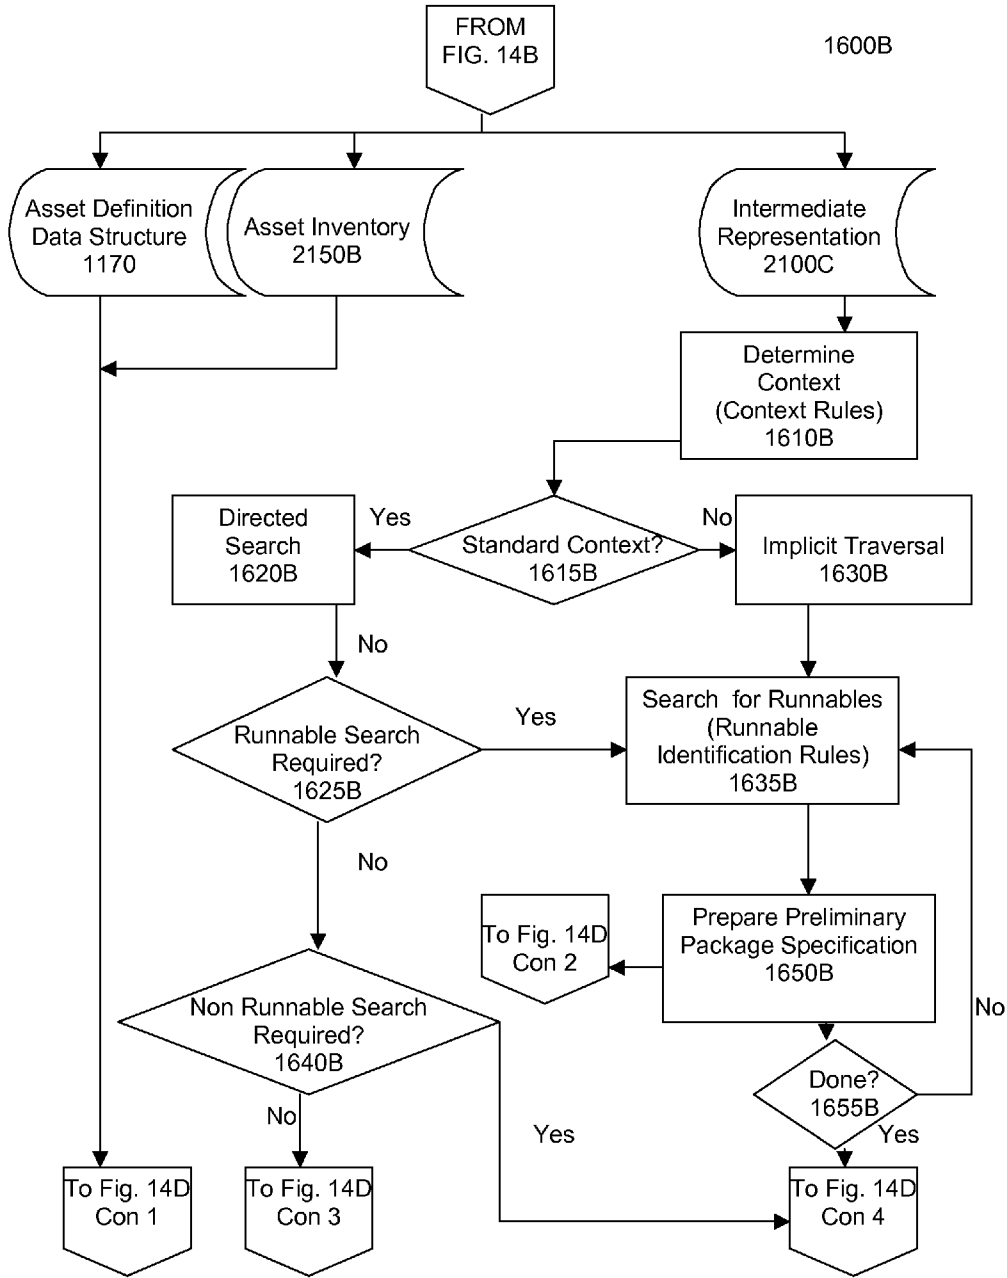 FROM
FIG. 14B
1600B
Asset Definition
Data Structure
1170
Asset Inventory
2150B
Intermediate
Representation
2100C
Determine
Context
(Context Rules)
1610B
Directed
Search
1620B
Yes
Standard Context?
1615B
No
Implicit Traversal
1630B
No
Runnable Search
Required?
1625B
Yes
Search for Runnables
(Runnable
Identification Rules)
1635B
No
To Fig. 14D
Con 2
Prepare Preliminary
Package Specification
1650B
Non Runnable Search
Required?
1640B
No
Done?
1655B
No
Yes
Yes
To Fig. 14D
Con 1
To Fig. 14D
Con 3
To Fig. 14D
Con 4